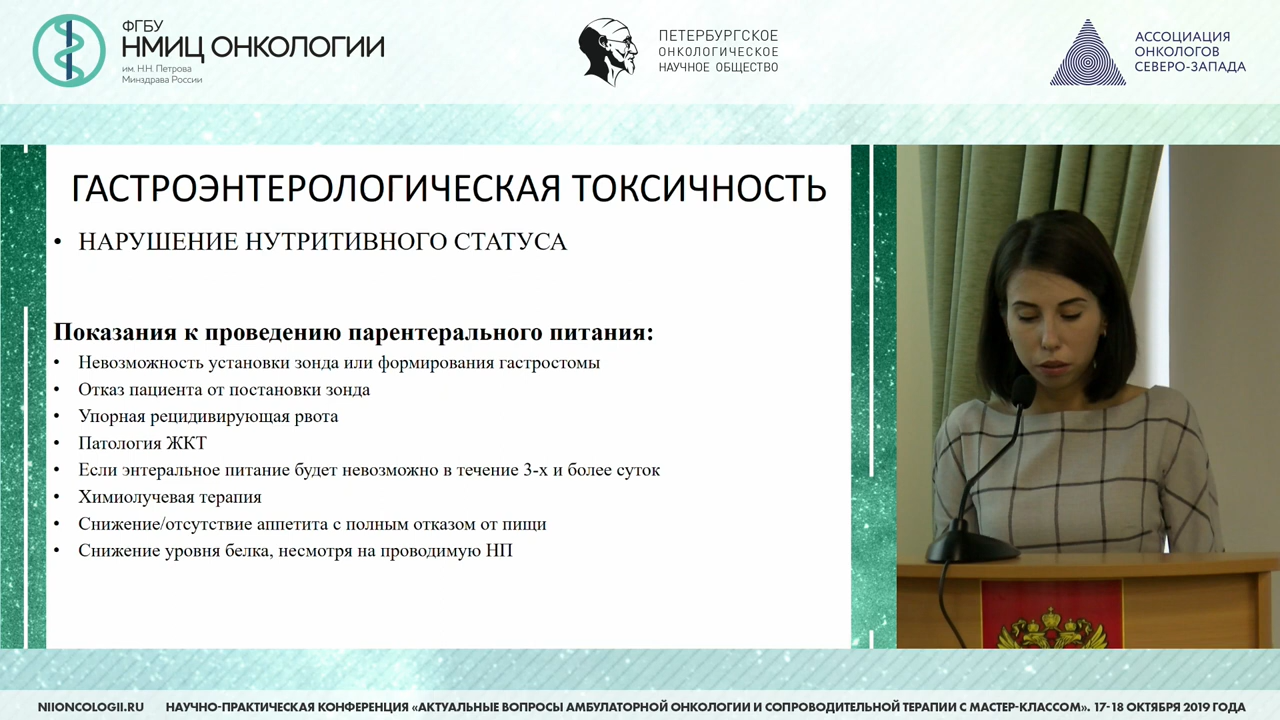 ФГБУ
НМИЦ ОНКОЛОГИИ
им. Н.Н. Петрова
Минздрава России
ПЕТЕРБУРГСКОЕ
ОНКОЛОГИЧЕСКОЕ
НАУЧНОЕ ОБЩЕСТВО
АССОЦИАЦИЯ
ОНКОЛОГОВ
СЕВЕРО-ЗАПАДА
ГАСТРОЭНТЕРОЛОГИЧЕСКАЯ ТОКСИЧНОСТЬ
• НАРУШЕНИЕ НУТРИТИВНОГО СТАТУСА
Показания к проведению парентерального питания:
• Невозможность установки зонда или формирования гастростомы
• Отказ пациента от постановки зонда
• Упорная рецидивирующая рвота
• Патология ЖКТ
• Если энтеральное питание будет невозможно в течение 3-х и более суток
• Химиолучевая терапия
• Снижение/отсутствие аппетита с полным отказом от пищи
• Снижение уровня белка, несмотря на проводимую НП
NIIONCOLOGII.RU НАУЧНО-ПРАКТИЧЕСКАЯ КОНФЕРЕНЦИЯ «АКТУАЛЬНЫЕ ВОПРОСЫ АМБУЛАТОРНОЙ ОНКОЛОГИИ И СОПРОВОДИТЕЛЬНОЙ ТЕРАПИИ С МАСТЕР-КЛАССОМ». 17-18 ОКТЯБРЯ 2019 ГОДА